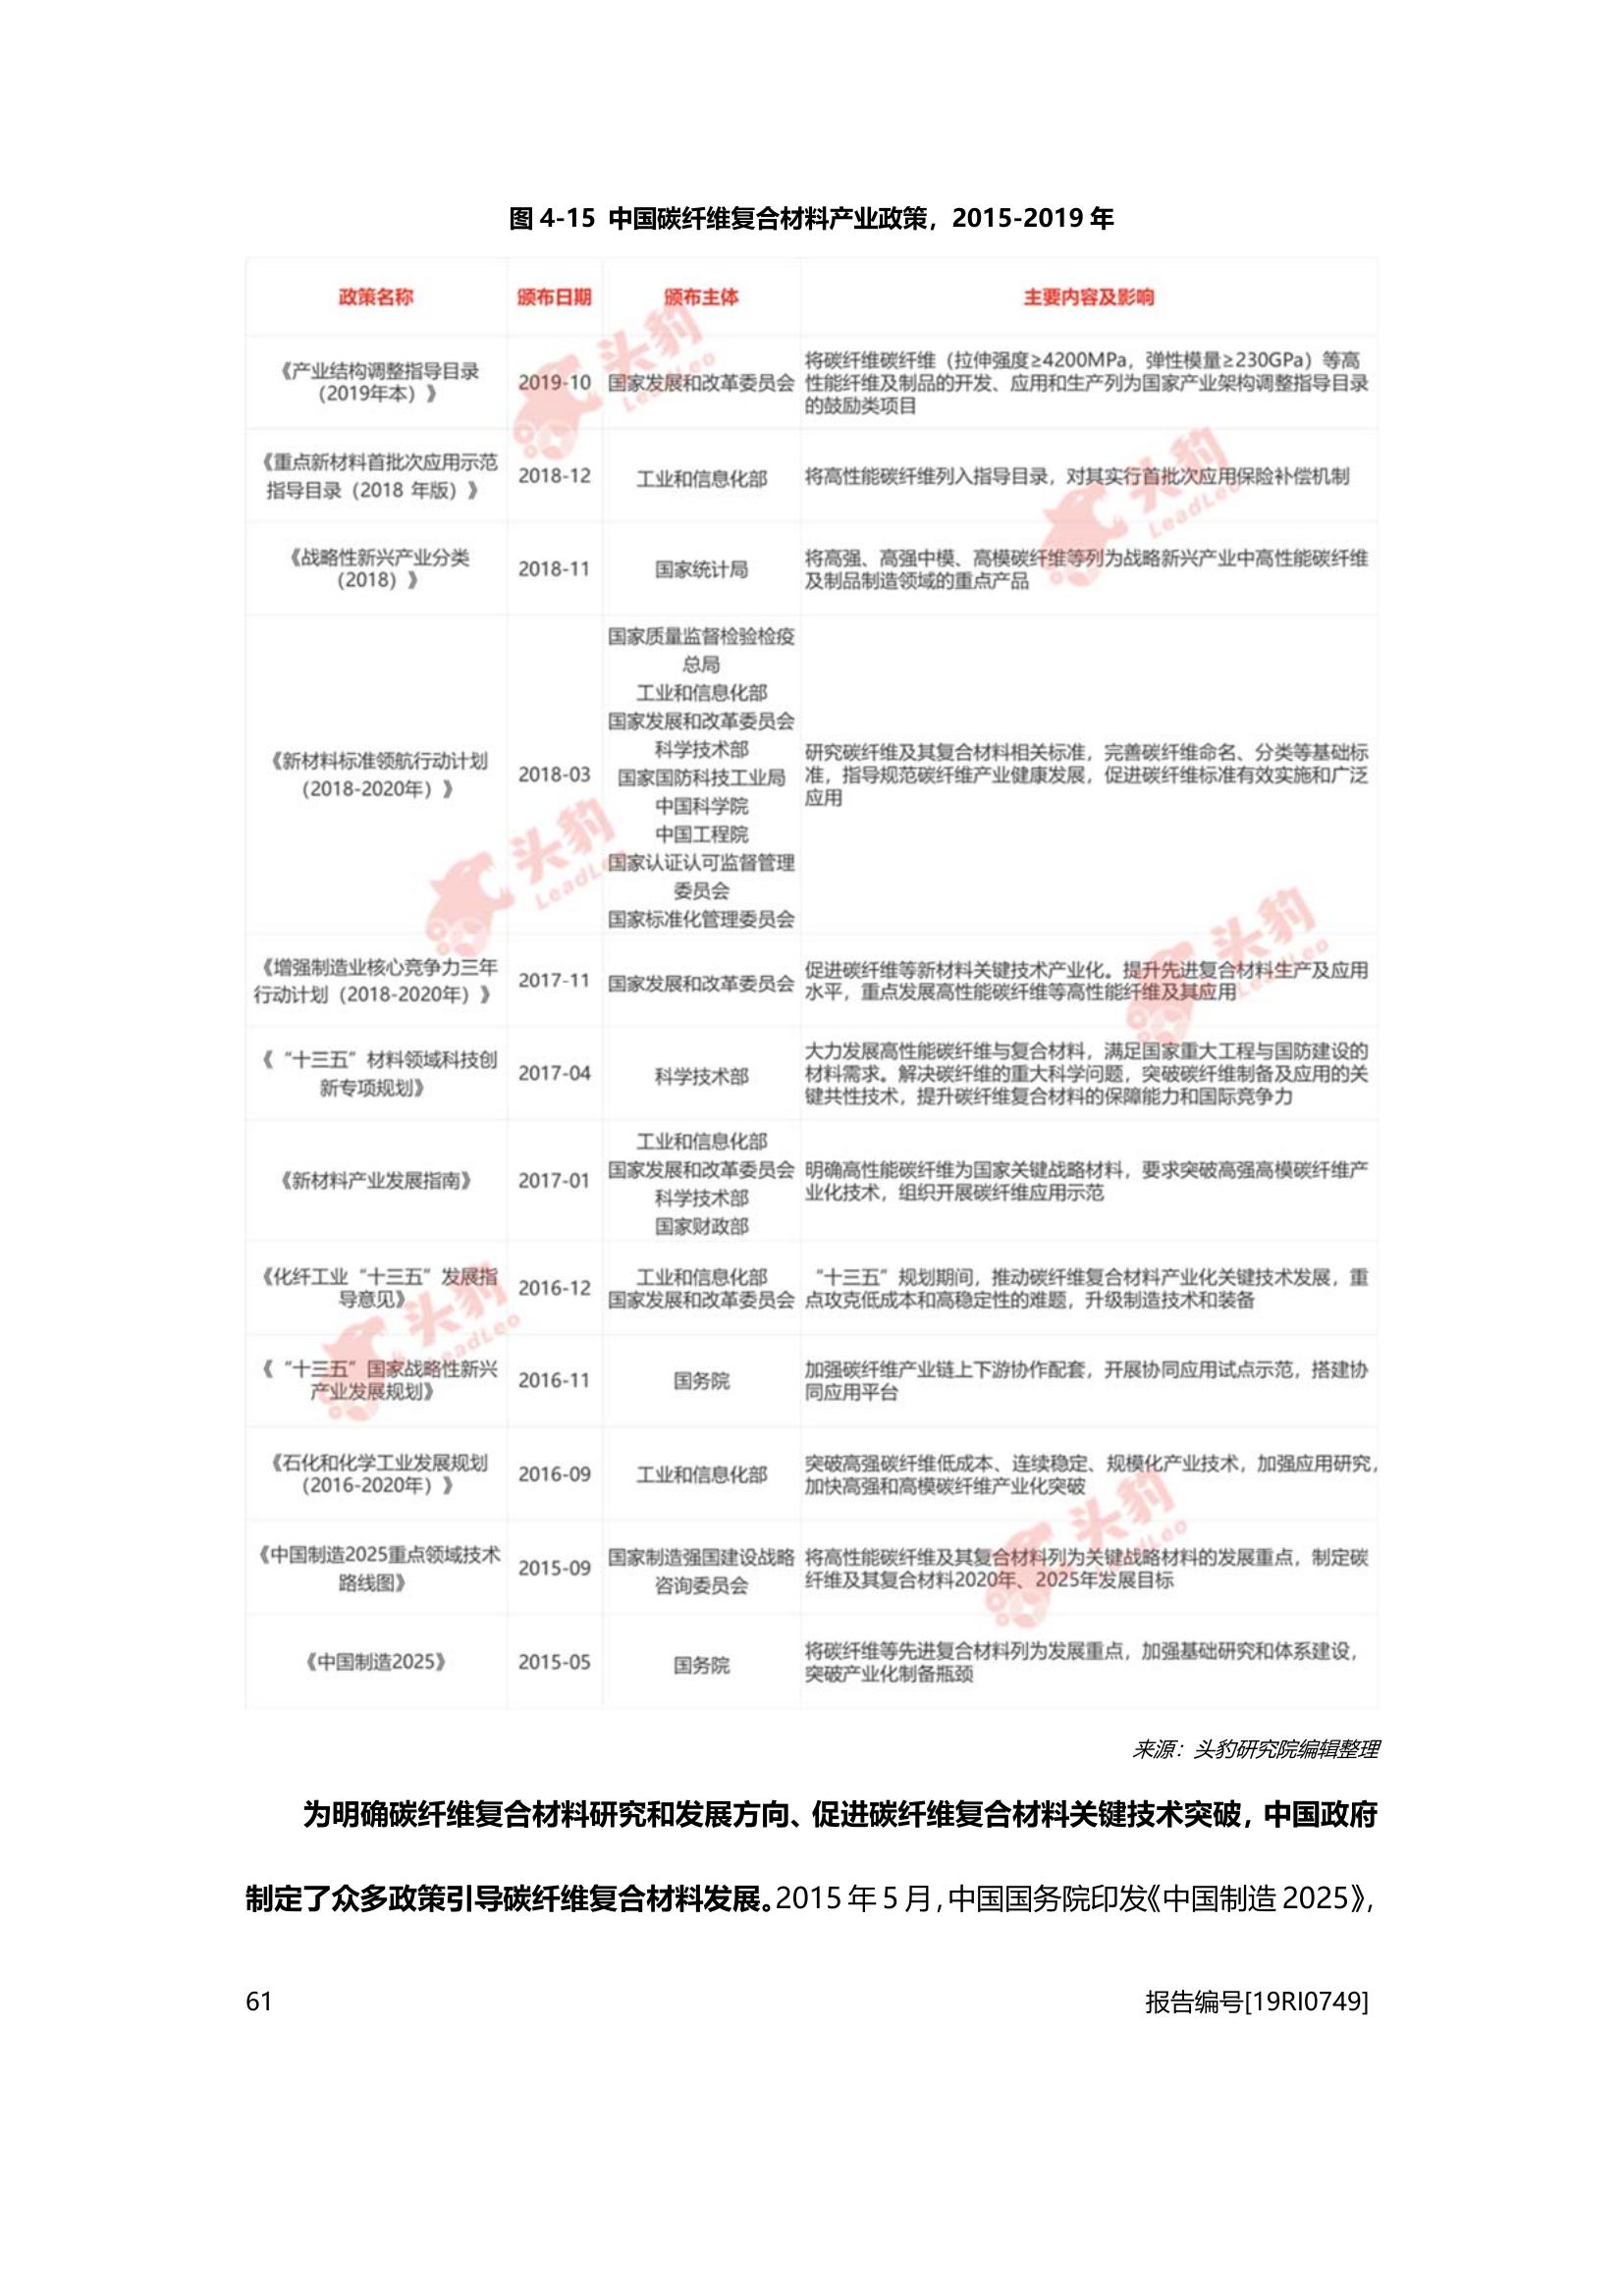 图 4-15 中国碳纤维复合材料产业政策，2015-2019 年
政策名称 颁布日期 颁布主体 主要内容及影响
《产业结构调整指导目录
（2019年本）》
2019-10
国家发展和改革委员会
将碳纤维碳纤维（拉伸强度≥4200MPa，弹性模量≥230GPa）等高
性能纤维及制品的开发、应用和生产列为国家产业架构调整指导目录
的鼓励类项目
《重点新材料首批次应用示范
指导目录（2018 年版）》
2018-12
工业和信息化部
将高性能碳纤维列入指导目录，对其实行首批次应用保险补偿机制
《战略性新兴产业分类
（2018）》
2018-11
国家统计局
将高强、高强中模、高模碳纤维等列为战略新兴产业中高性能碳纤维
及制品制造领域的重点产品
《新材料标准领航行动计划
（2018-2020年）》
2018-03
国家质量监督检验检疫
总局
工业和信息化部
国家发展和改革委员会
科学技术部
国家国防科技工业局
中国科学院
中国工程院
国家认证认可监督管理
委员会
国家标准化管理委员会
研究碳纤维及其复合材料相关标准，完善碳纤维命名、分类等基础标
准，指导规范碳纤维产业健康发展，促进碳纤维标准有效实施和广泛
应用
《增强制造业核心竞争力三年
行动计划（2018-2020年）》
2017-11
国家发展和改革委员会
促进碳纤维等新材料关键技术产业化。提升先进复合材料生产及应用
水平，重点发展高性能碳纤维等高性能纤维及其应用
《“十三五”材料领域科技创
新专项规划》
2017-04
科学技术部
大力发展高性能碳纤维与复合材料，满足国家重大工程与国防建设的
材料需求。解决碳纤维的重大科学问题，突破碳纤维制备及应用的关
键共性技术，提升碳纤维复合材料的保障能力和国际竞争力
《新材料产业发展指南》
2017-01
工业和信息化部
国家发展和改革委员会
科学技术部
国家财政部
明确高性能碳纤维为国家关键战略材料，要求突破高强高模碳纤维产
业化技术，组织开展碳纤维应用示范
《化纤工业“十三五”发展指
导意见》
2016-12
工业和信息化部
国家发展和改革委员会
“十三五”规划期间，推动碳纤维复合材料产业化关键技术发展，重
点攻克低成本和高稳定性的难题，升级制造技术和装备
《“十三五”国家战略性新兴
产业发展规划》
2016-11
国务院
加强碳纤维产业链上下游协作配套，开展协同应用试点示范，搭建协
同应用平台
《石化和化学工业发展规划
（2016-2020年）》
2016-09
工业和信息化部
突破高强碳纤维低成本、连续稳定、规模化产业技术，加强应用研究，
加快高强和高模碳纤维产业化突破
《中国制造2025重点领域技术
路线图》
2015-09
国家制造强国建设战略
咨询委员会
将高性能碳纤维及其复合材料列为关键战略材料的发展重点，制定碳
纤维及其复合材料2020年、2025年发展目标
《中国制造2025》
2015-05
国务院
将碳纤维等先进复合材料列为发展重点，加强基础研究和体系建设，
突破产业化制备瓶颈
头豹
LeadLeo
头豹
LeadLeo
头豹
LeadLeo
头豹
LeadLeo
头豹
LeadLeo
头豹
LeadLeo
来源：头豹研究院编辑整理
为明确碳纤维复合材料研究和发展方向、促进碳纤维复合材料关键技术突破，中国政府
制定了众多政策引导碳纤维复合材料发展。2015 年 5 月，中国国务院印发《中国制造 2025》，
61 报告编号[19RI0749]